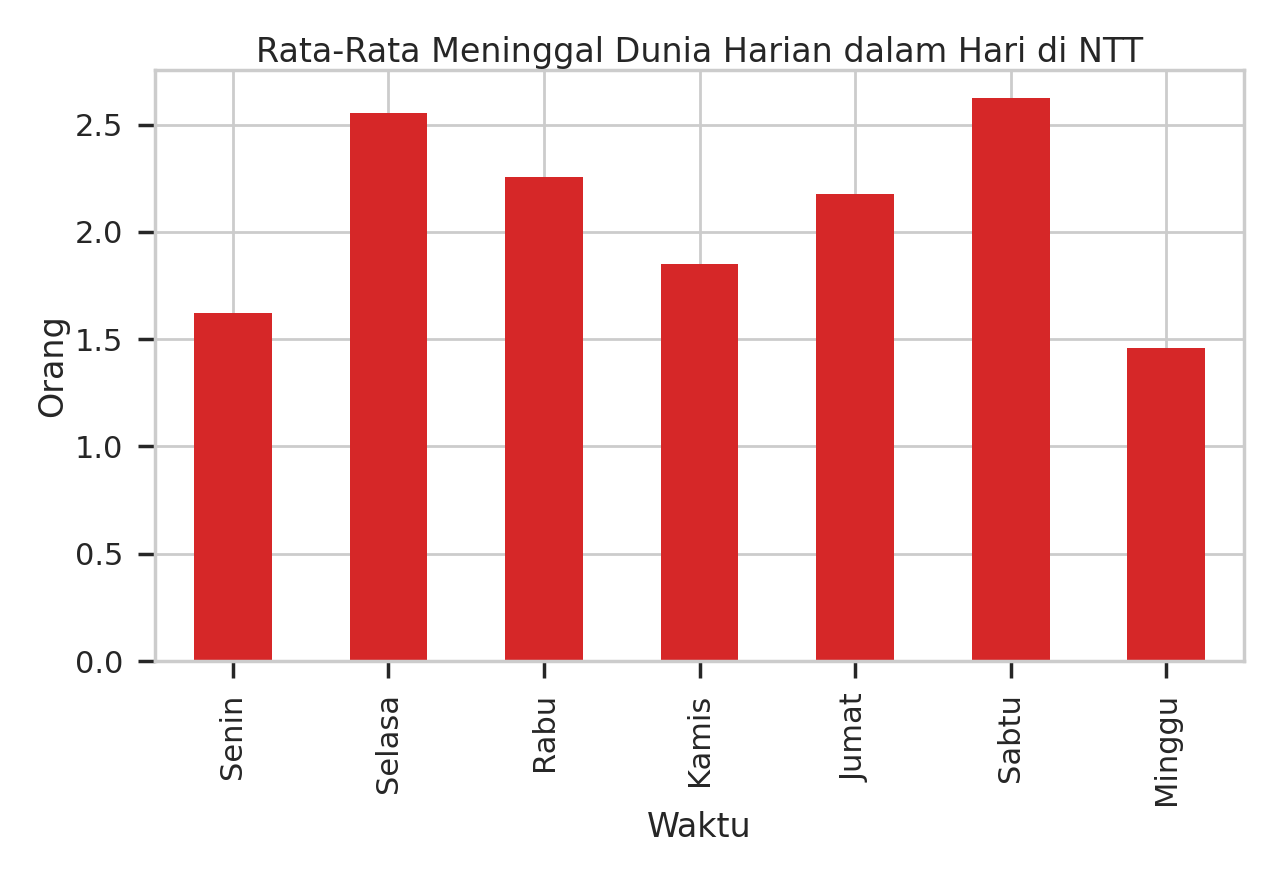 Rata-Rata Meninggal Dunia Harian dalam Hari di NTT
Orang
2.5
2.0
1.5
1.0
0.5
0.0
Senin
Selasa
Rabu
Kamis
Jumat
Sabtu
Minggu
Waktu